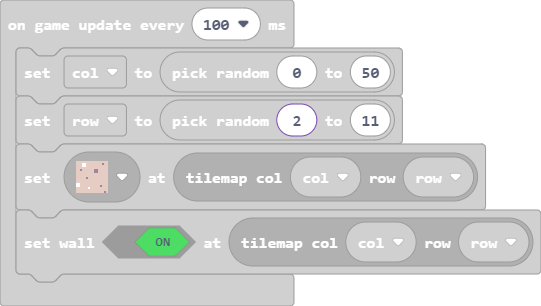 on game update every 100 ms
set col to pick random 0 to 50
set row to pick random 2 to 11
set at tilemap col col row row
set wall ON at tilemap col col row row